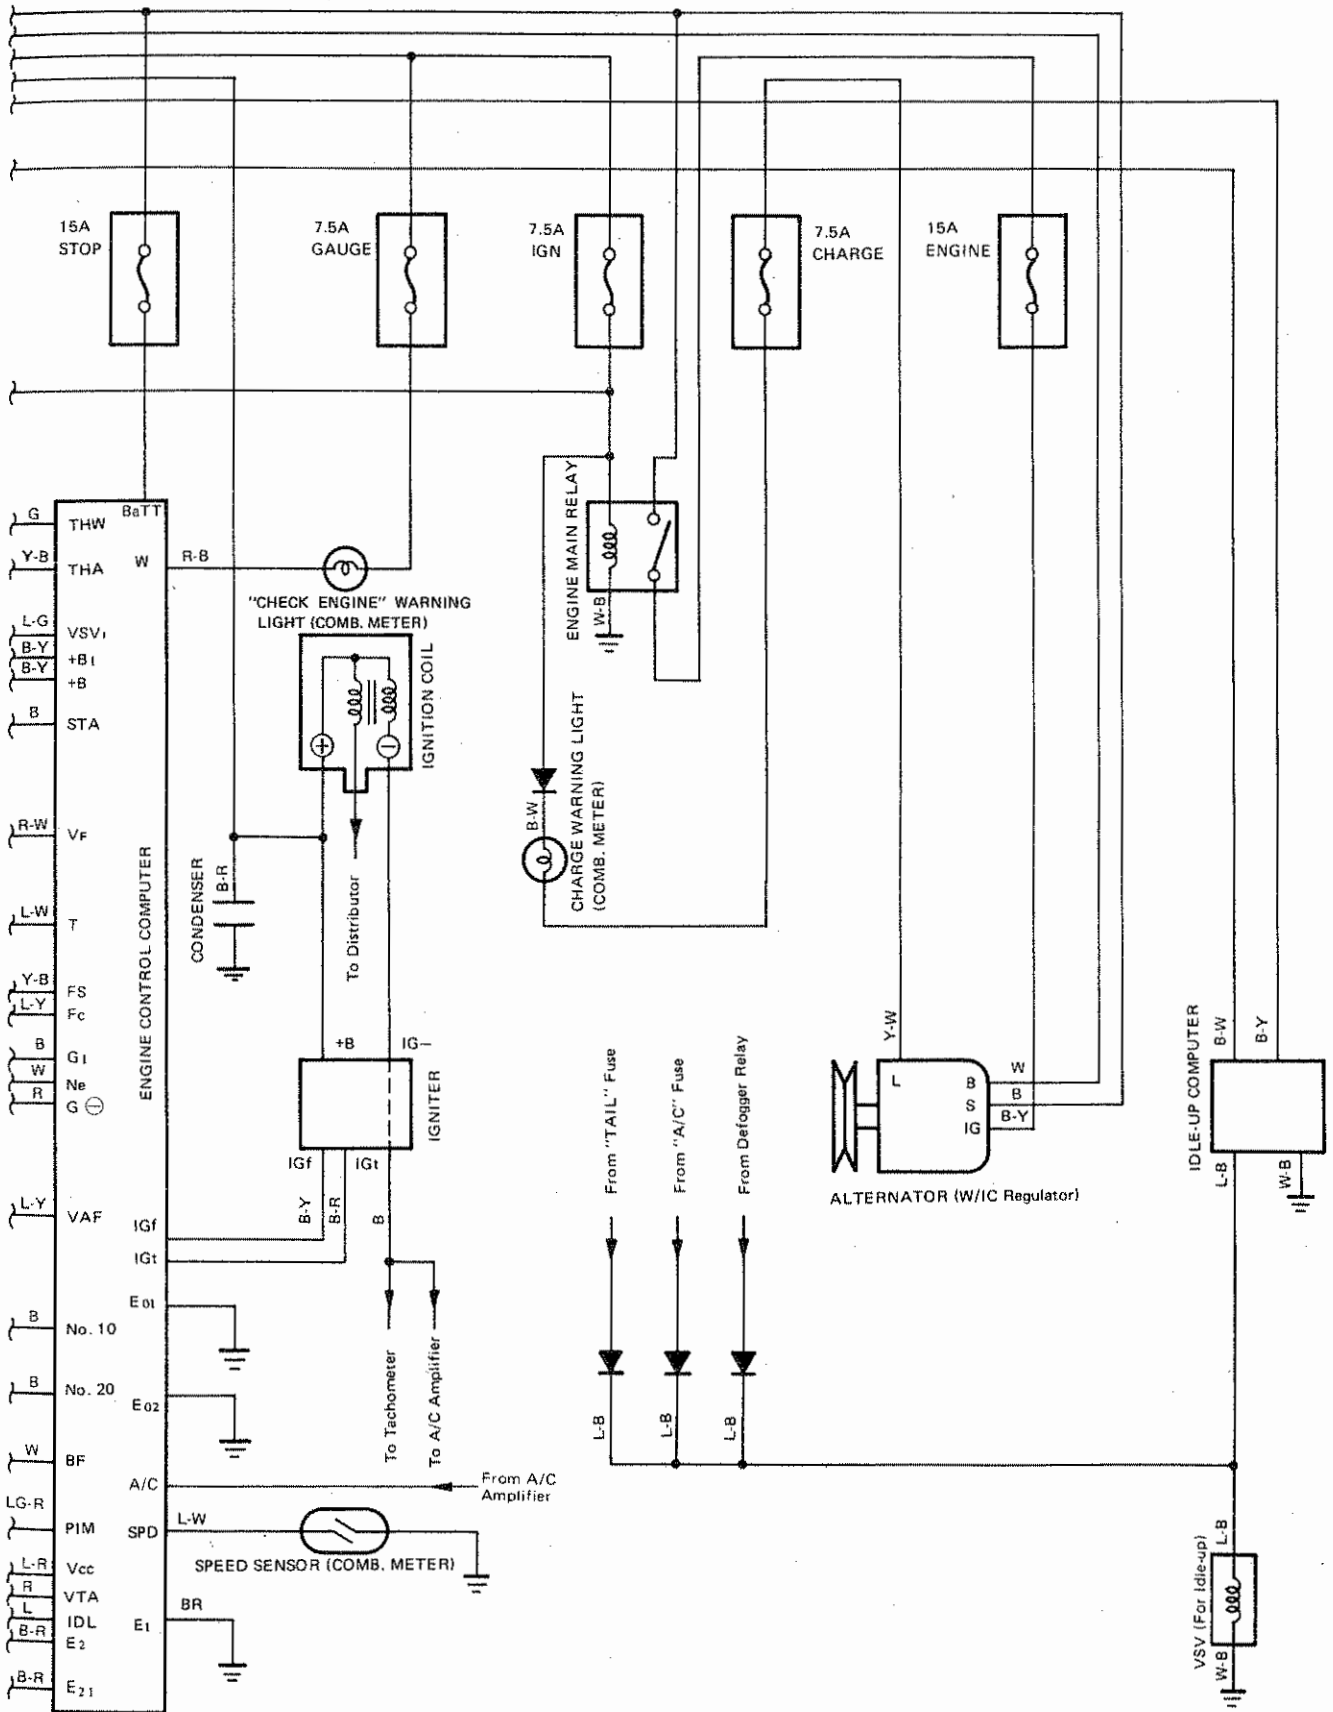 15A
STOP
7.5A
GAUGE
7.5A
IGN
7.5A
CHARGE
15A
ENGINE
ENGINE MAIN RELAY
W-B
BaTT
G
THW
Y-B
THA
W
R-B
"CHECK ENGINE" WARNING
LIGHT (COMB. METER)
L-G
VSV1
B-Y
+B1
B-Y
+B
B
STA
IGNITION COIL
+
−
CHARGE WARNING LIGHT
(COMB. METER)
B-W
R-W
VF
ENGINE CONTROL COMPUTER
CONDENSER
B-R
To Distributor
L-W
T
Y-B
FS
L-Y
Fc
B
G1
W
Ne
R
G ⊖
+B
IG−
IGNITER
IGf
IGt
B-Y
B-R
B
From "TAIL" Fuse
From "A/C" Fuse
From Defogger Relay
Y-W
L
B
S
IG
W
B
B-Y
ALTERNATOR (W/IC Regulator)
IDLE-UP COMPUTER
B-W
B-Y
L-B
W-B
L-Y
VAF
IGf
IGt
E01
B
No. 10
B
No. 20
E02
To Tachometer
To A/C Amplifier
L-B
L-B
L-B
W
BF
A/C
From A/C
Amplifier
LG-R
PIM
SPD
L-W
SPEED SENSOR (COMB. METER)
L-R
Vcc
R
VTA
L
IDL
B-R
E2
E1
BR
B-R
E21
VSV (For Idle-up)
L-B
W-B